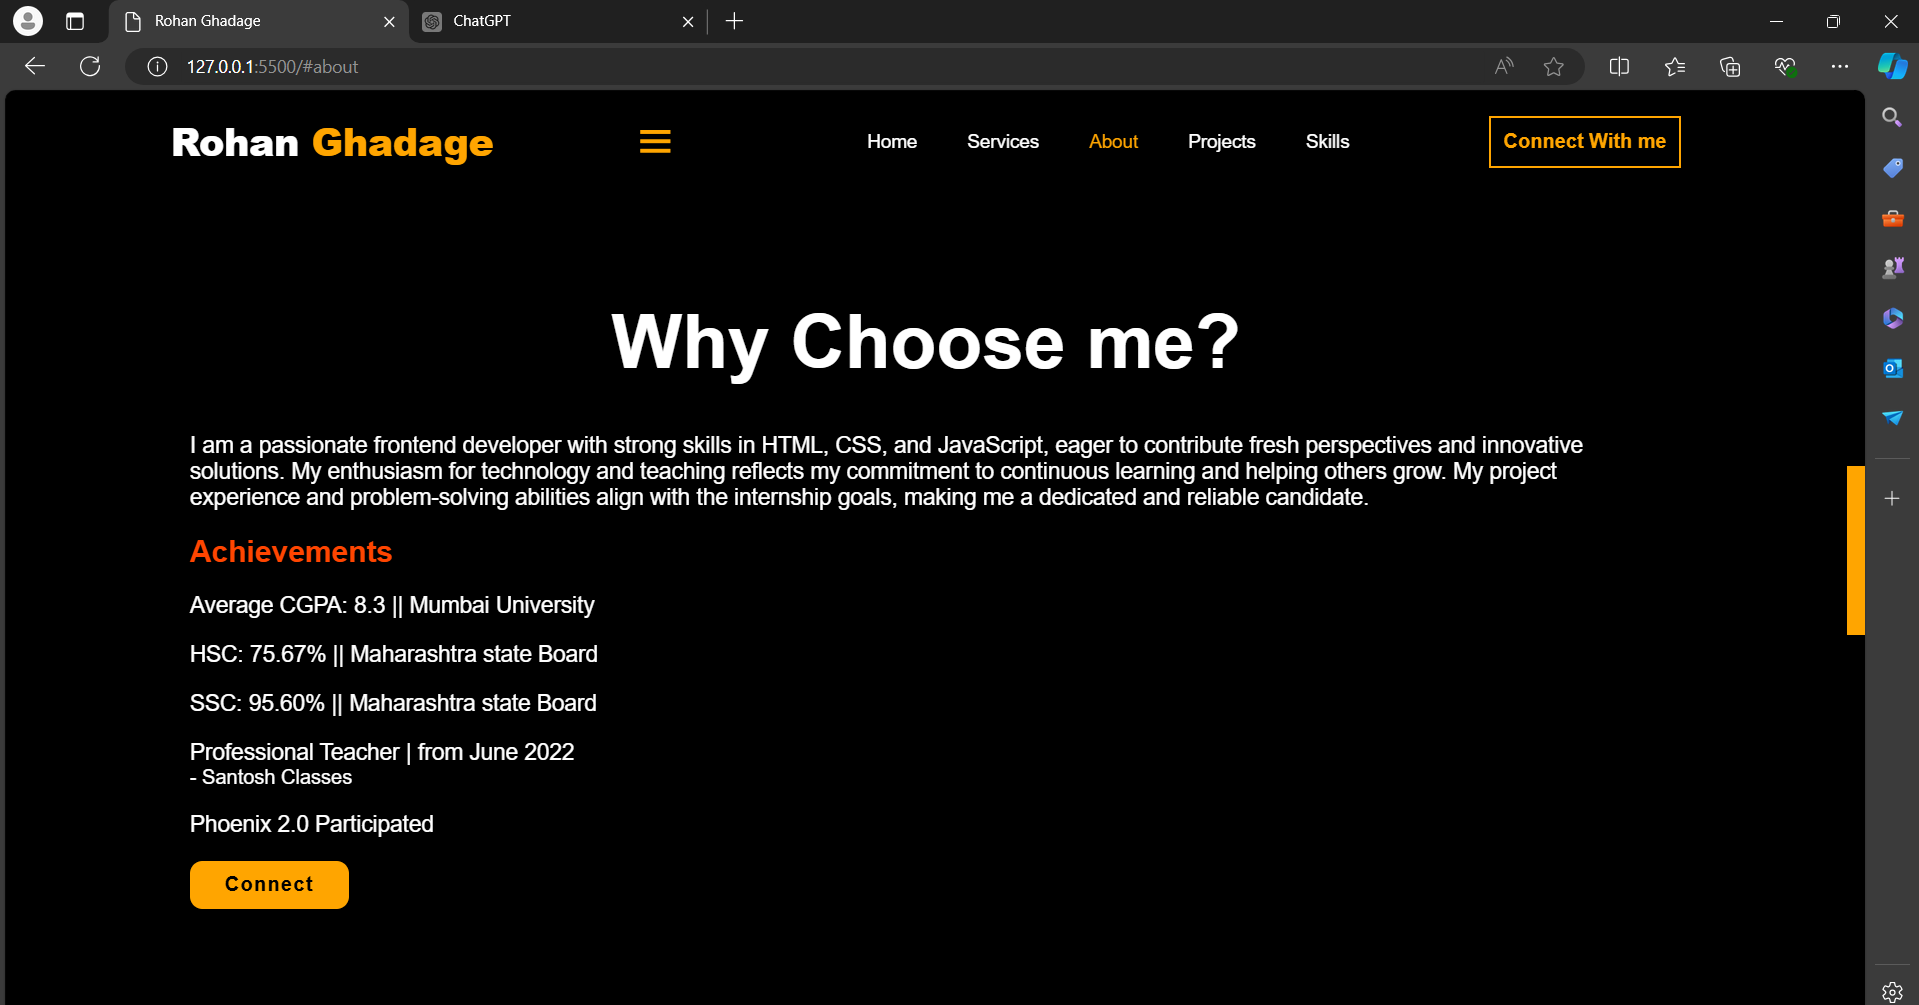 Rohan Ghadage
ChatGPT
127.0.0.1:5500/#about
Rohan Ghadage
Home Services About Projects Skills
Connect With me
Why Choose me?
I am a passionate frontend developer with strong skills in HTML, CSS, and JavaScript, eager to contribute fresh perspectives and innovative
solutions. My enthusiasm for technology and teaching reflects my commitment to continuous learning and helping others grow. My project
experience and problem-solving abilities align with the internship goals, making me a dedicated and reliable candidate.
Achievements
Average CGPA: 8.3 || Mumbai University
HSC: 75.67% || Maharashtra state Board
SSC: 95.60% || Maharashtra state Board
Professional Teacher | from June 2022
- Santosh Classes
Phoenix 2.0 Participated
Connect